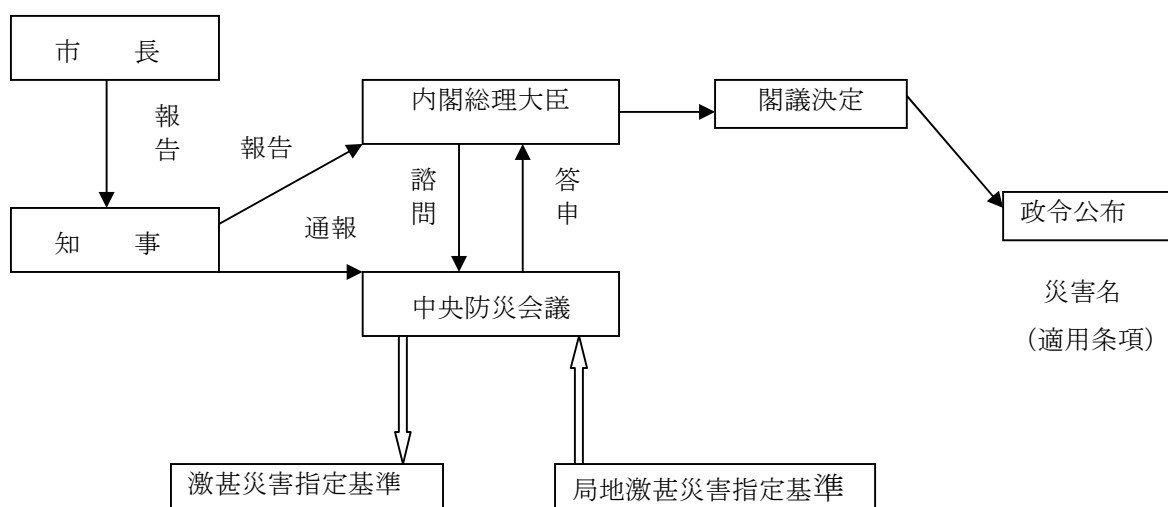 市　　長
報告
報告
内閣総理大臣
閣議決定
諮問
答申
知　　事
通報
政令公布
中央防災会議
災害名
（適用条項）
激甚災害指定基準
局地激甚災害指定基準